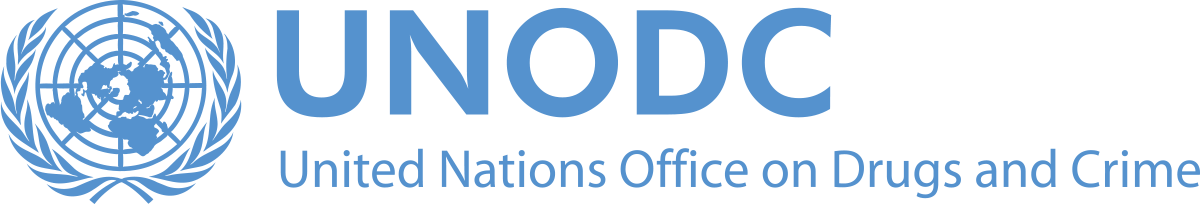 UNODC
United Nations Office on Drugs and Crime